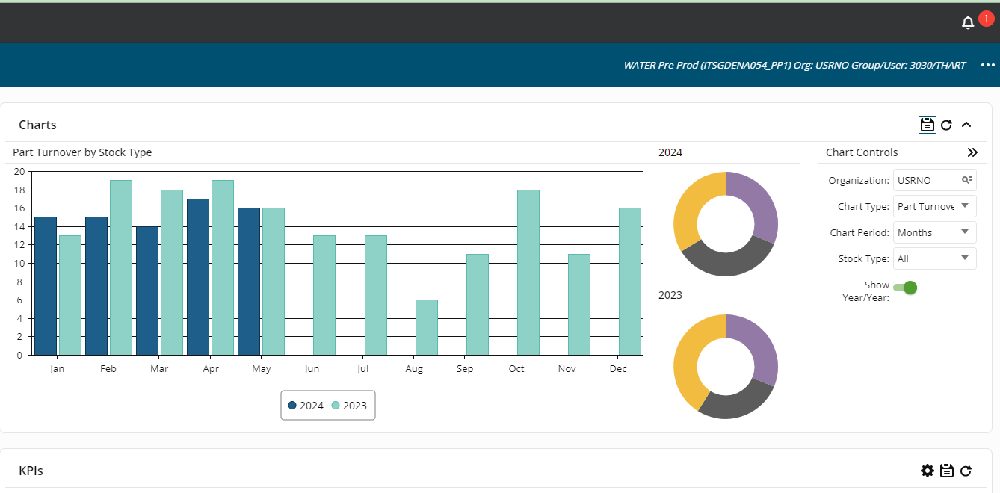 1
WATER Pre-Prod (ITSGDENA054_PP1) Org: USRNO Group/User: 3030/THART
Charts
Part Turnover by Stock Type
20
18
16
14
12
10
8
6
4
2
0
Jan Feb Mar Apr May Jun Jul Aug Sep Oct Nov Dec
2024 2023
2024
2023
Chart Controls
Organization: USRNO
Chart Type: Part Turnove
Chart Period: Months
Stock Type: All
Show
Year/Year:
KPIs